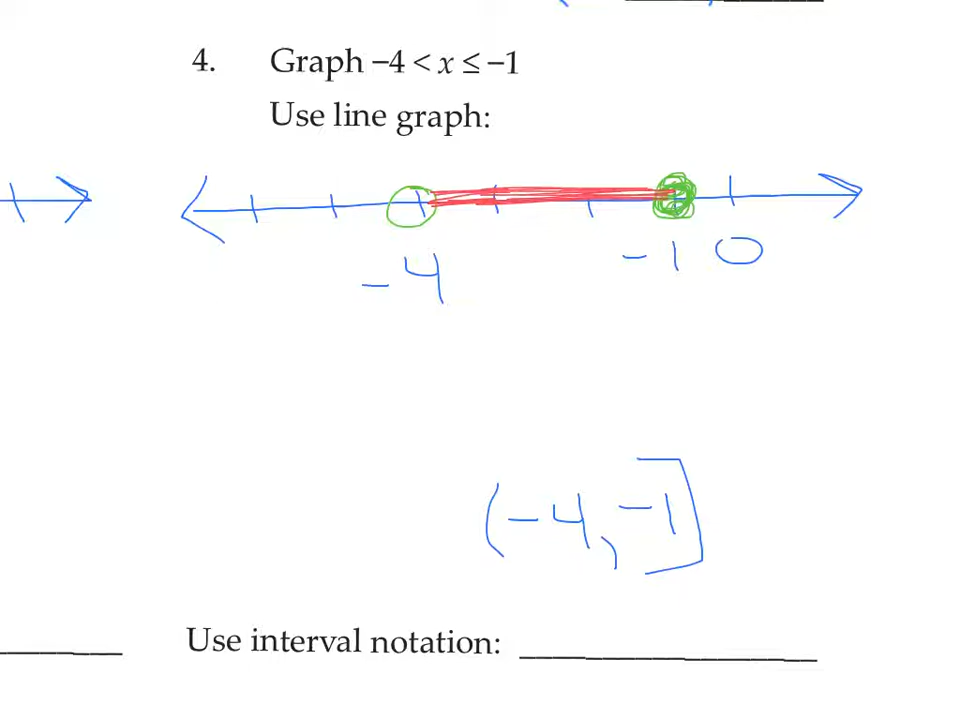 4. Graph −4 < x ≤ −1
Use line graph:
-4 -1 0
(-4, -1]
Use interval notation: